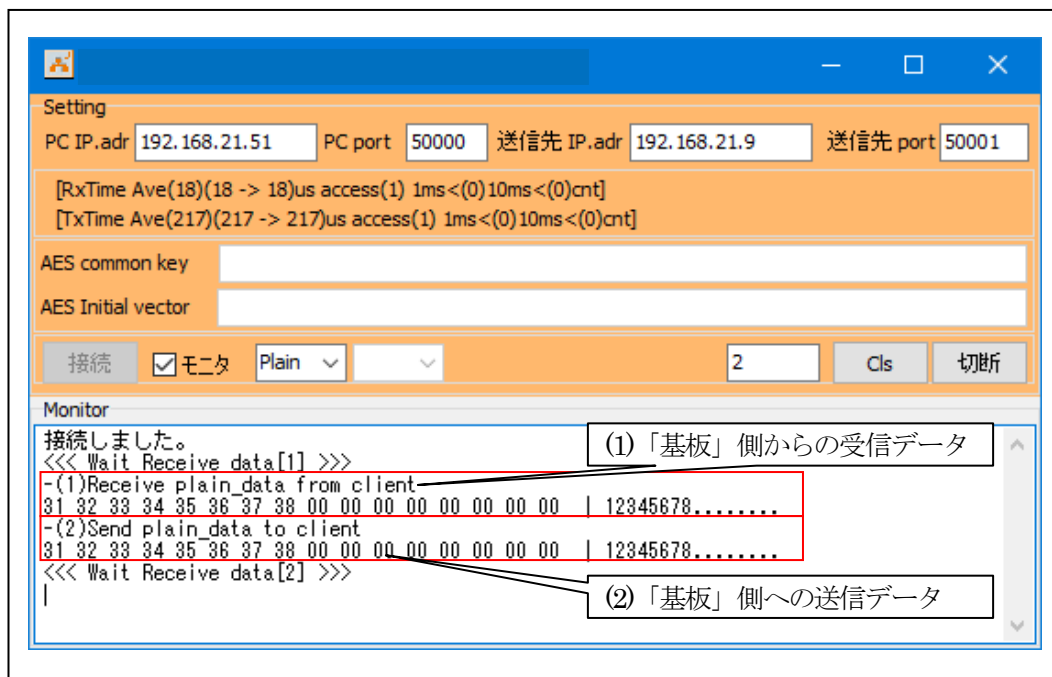 Setting
PC IP.adr 192.168.21.51 PC port 50000 送信先 IP.adr 192.168.21.9 送信先 port 50001
[RxTime Ave(18)(18 -> 18)us access(1) 1ms<(0)10ms<(0)cnt]
[TxTime Ave(217)(217 -> 217)us access(1) 1ms<(0)10ms<(0)cnt]
AES common key
AES Initial vector
接続 モニタ Plain 2 Cls 切断
Monitor
接続しました。
<<< Wait Receive data[1] >>>
(1)「基板」側からの受信データ
-(1)Receive plain_data from client
31 32 33 34 35 36 37 38 00 00 00 00 00 00 00 00 | 12345678........
-(2)Send plain_data to client
31 32 33 34 35 36 37 38 00 00 00 00 00 00 00 00 | 12345678........
<<< Wait Receive data[2] >>>
(2)「基板」側への送信データ